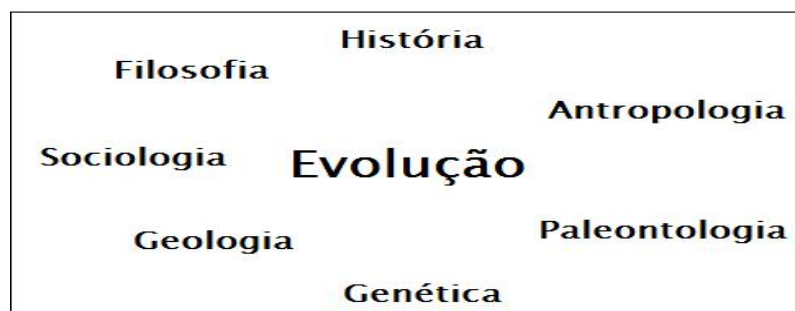 História
Filosofia
Antropologia
Sociologia
Evolução
Paleontologia
Geologia
Genética